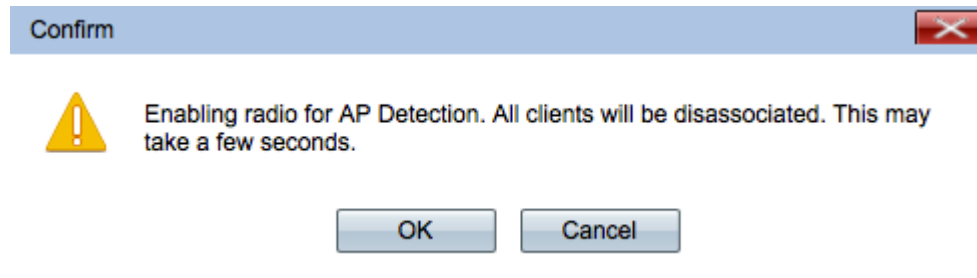 Confirm
Enabling radio for AP Detection. All clients will be disassociated. This may
take a few seconds.
OK
Cancel